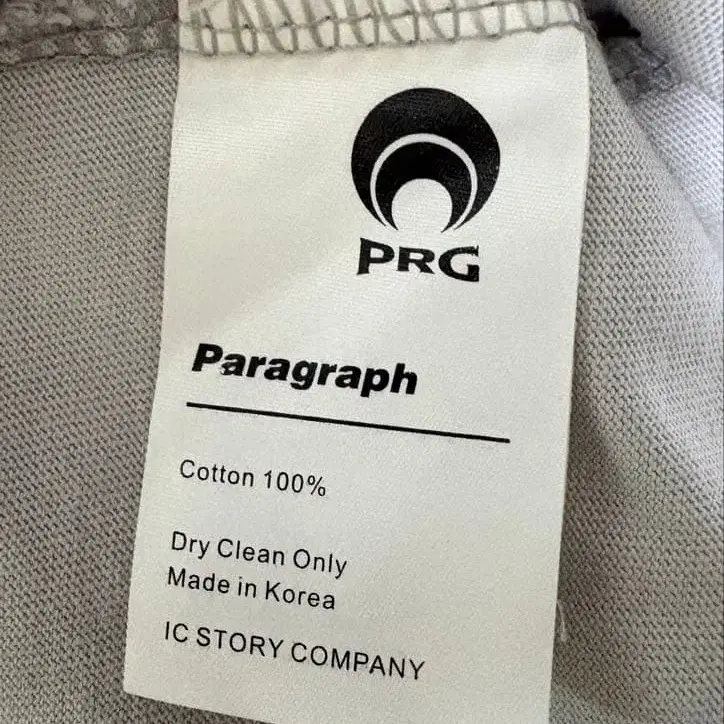 PRG
Paragraph
Cotton 100%
Dry Clean Only
Made in Korea
IC STORY COMPANY